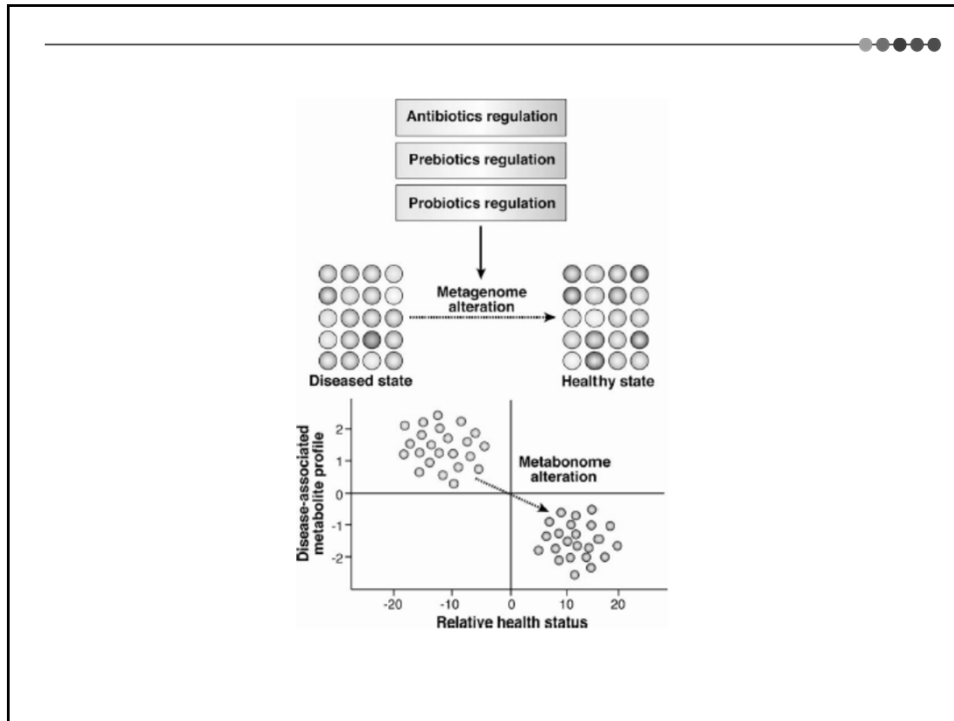 Antibiotics regulation
Prebiotics regulation
Probiotics regulation
Metagenome
alteration
Diseased state
Healthy state
Disease-associated
metabolite profile
2
1
0
-1
-2
Metabonome
alteration
-20
-10
0
10
20
Relative health status